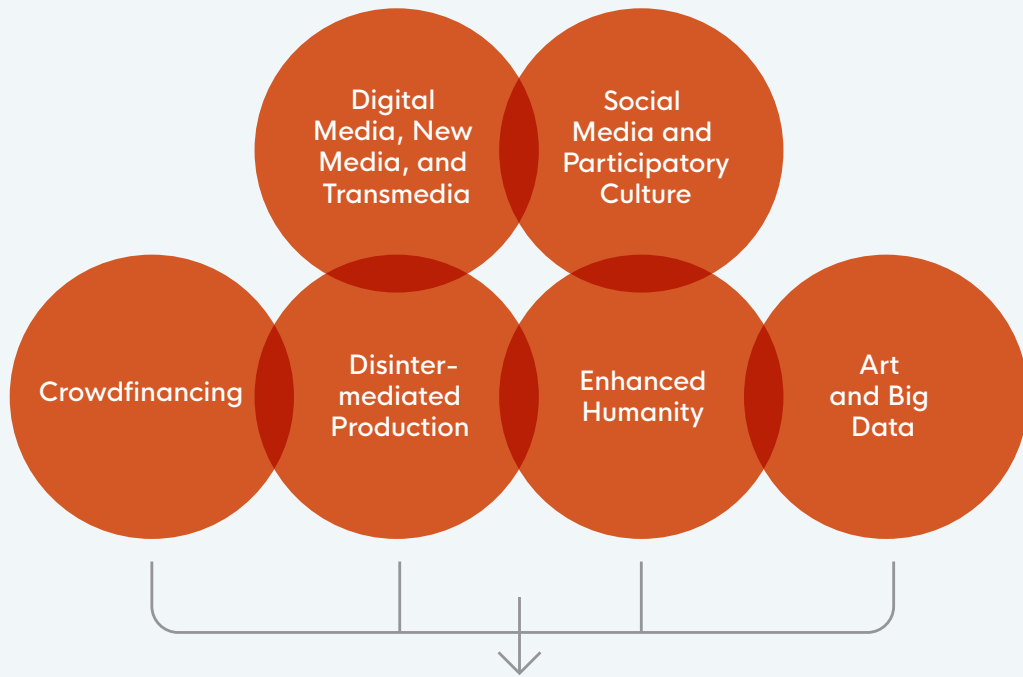 Digital
Media, New
Media, and
Transmedia
Social
Media and
Participatory
Culture
Crowdfinancing
Disinter-
mediated
Production
Enhanced
Humanity
Art
and Big
Data